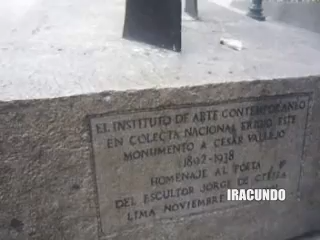 EL INSTITUTO DE ARTE CONTEMPORANEO
EN COLECTA NACIONAL ERIGIO ESTE
MONUMENTO A CESAR VALLEJO
1892-1938
HOMENAJE AL POETA Y
DEL ESCULTOR JORGE DE
LIMA NOVIEMBRE
IRACUNDO